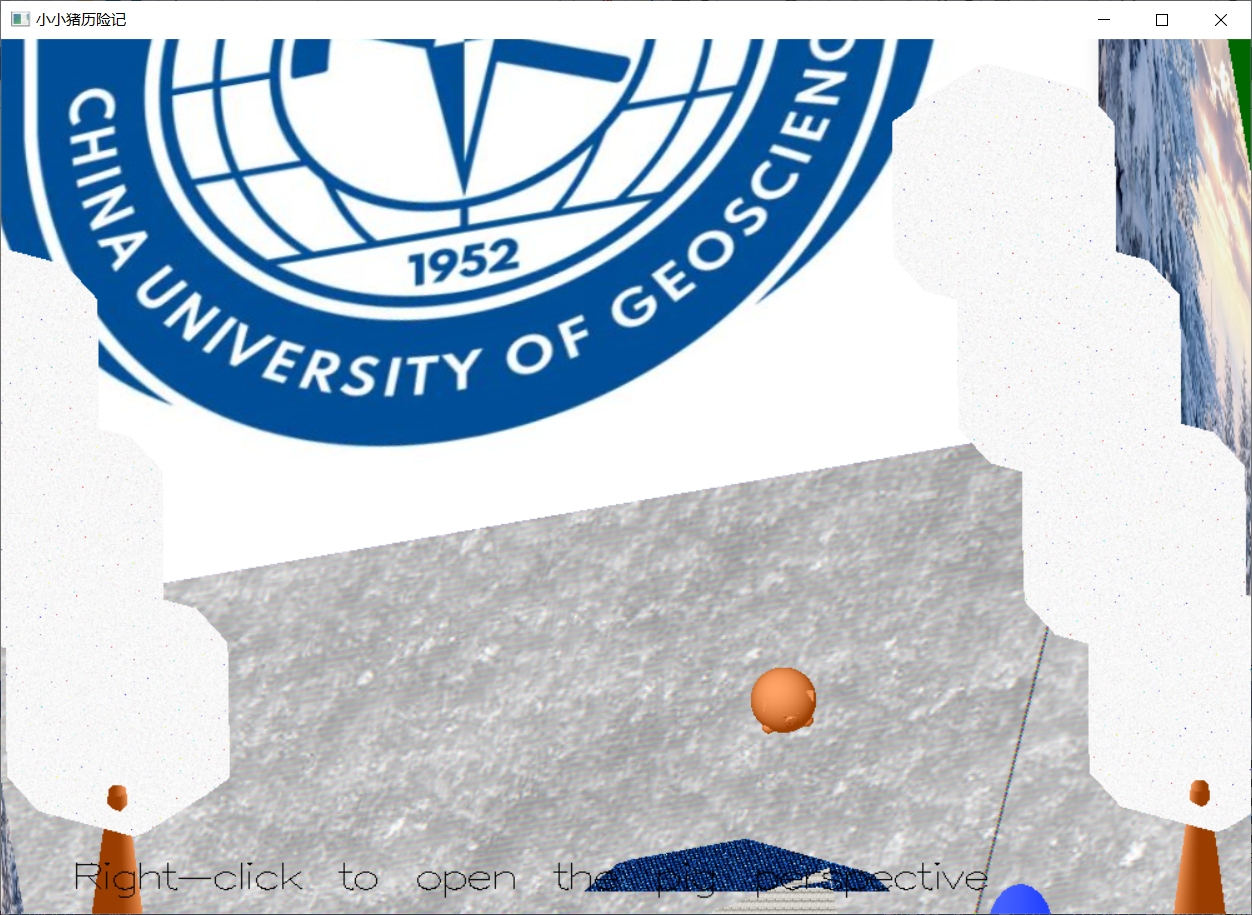 小小猪历险记
1952
CHINA UNIVERSITY OF GEOSCIENC
Right-click to open the pig perspective